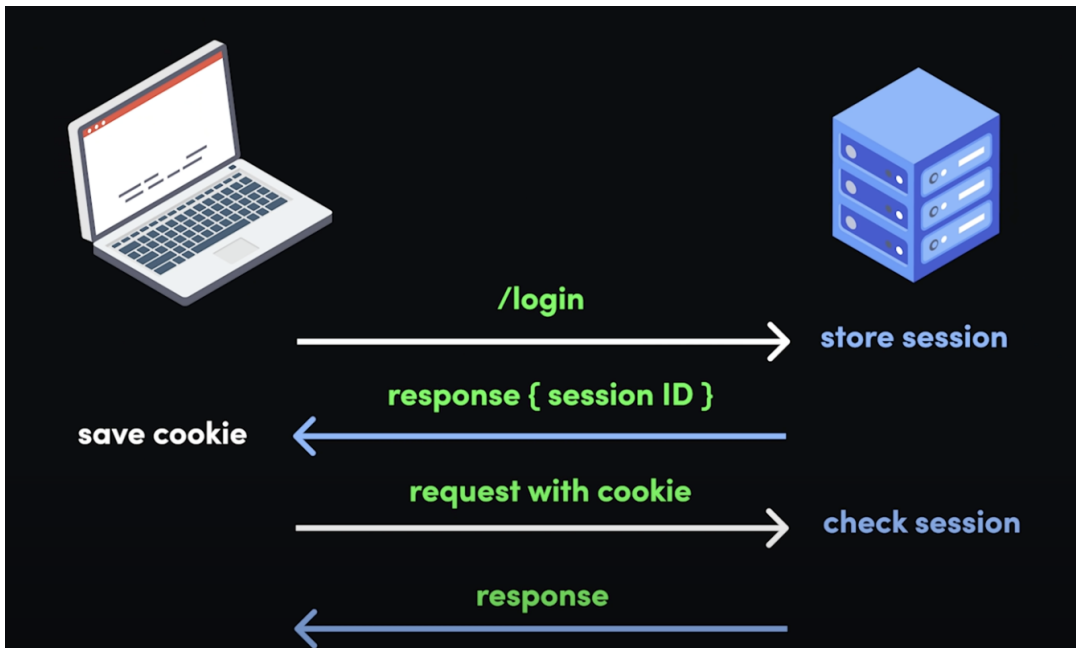 /login
store session
response { session ID }
save cookie
request with cookie
check session
response